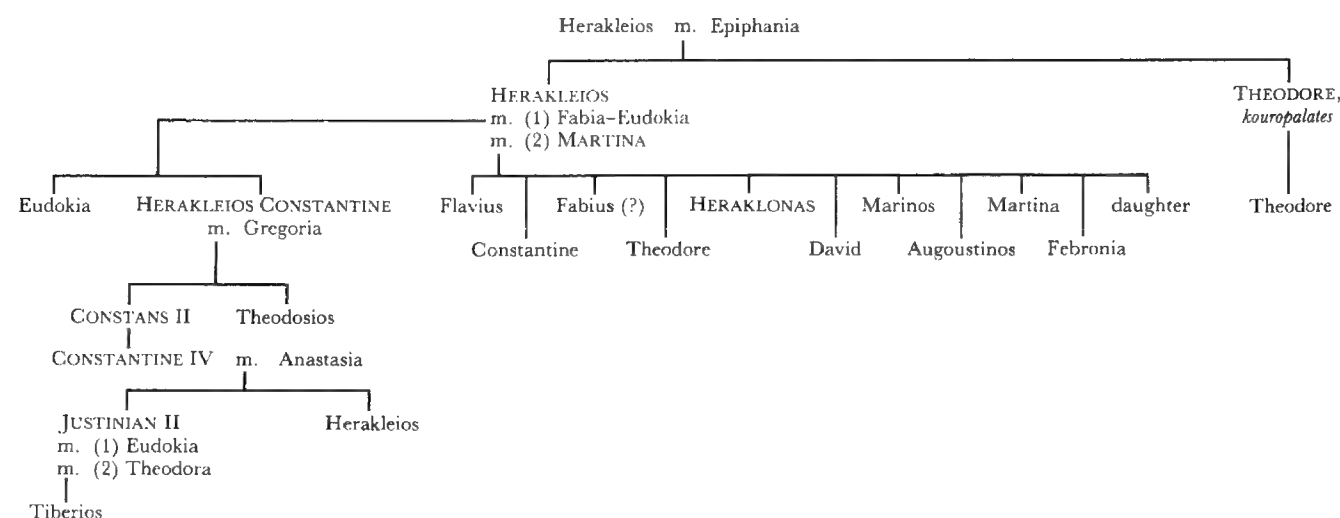 Herakleios m. Epiphania
HERAKLEIOS
m. (1) Fabia-Eudokia
m. (2) MARTINA
THEODORE,
kouropalates
Eudokia HERAKLEIOS CONSTANTINE
m. Gregoria
Flavius Fabius (?) HERAKLONAS Marinos Martina daughter Theodore
Constantine Theodore David Augoustinos Febronia
CONSTANS II Theodosios
CONSTANTINE IV m. Anastasia
JUSTINIAN II Herakleios
m. (1) Eudokia
m. (2) Theodora
Tiberios